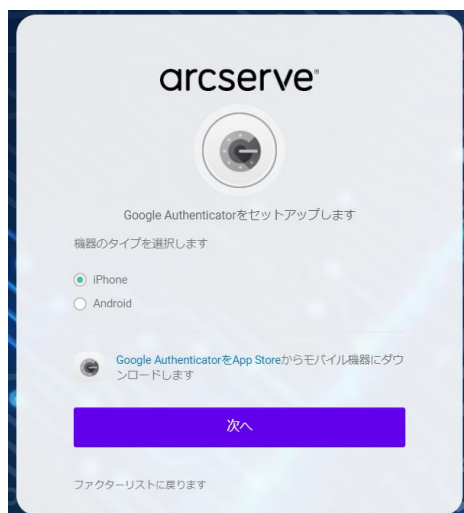 arcserve®
Google Authenticatorをセットアップします
機器のタイプを選択します
iPhone
Android
Google AuthenticatorをApp Storeからモバイル機器にダウ
ンロードします
次へ
ファクターリストに戻ります